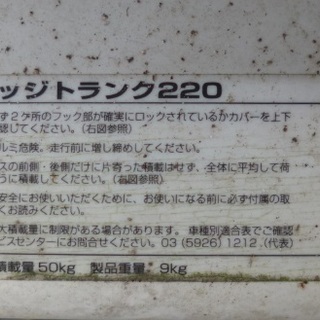 ッジトランク220
ず2ケ所のフック部が確実にロックされているかカバーを上下
認してください。(右図参照)
ルミ危険。走行前に増し締めしてください。
スの前側・後側だけに片寄った積載はせず、全体に平均して荷
うに積載してください。(右図参照)
安全にお使いいただくために、お使いになる前に必ず付属の取
くお読みください。
大積載量に制限がある場合があります。車種別適合表でご確認
ビスセンターにお問合せください。03(5926)1212(代表)
積載量50kg 製品重量 9kg